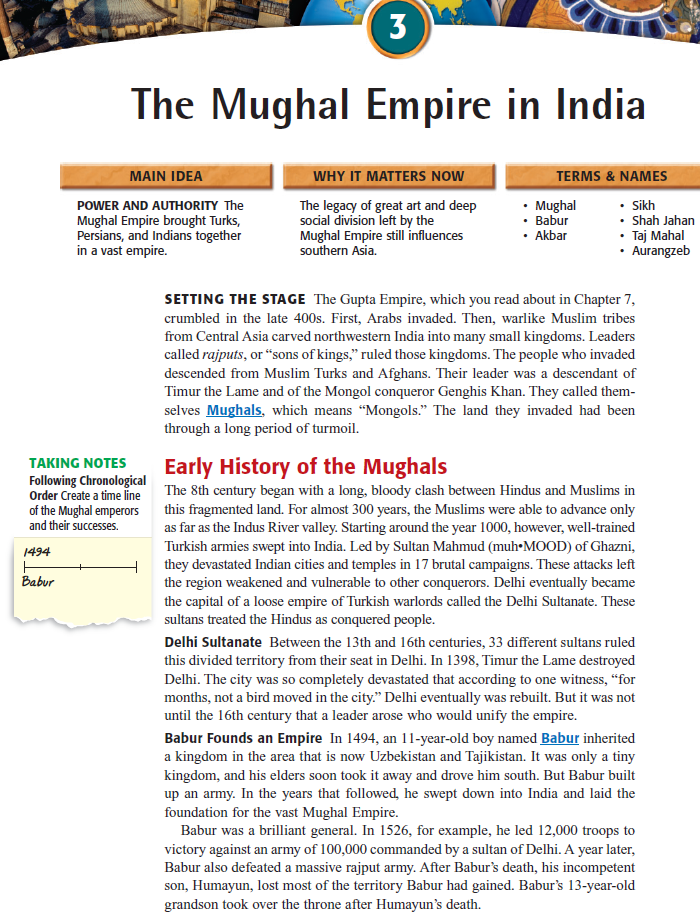 3
The Mughal Empire in India
MAIN IDEA
POWER AND AUTHORITY The
Mughal Empire brought Turks,
Persians, and Indians together
in a vast empire.
WHY IT MATTERS NOW
The legacy of great art and deep
social division left by the
Mughal Empire still influences
southern Asia.
TERMS & NAMES
• Mughal
• Babur
• Akbar
• Sikh
• Shah Jahan
• Taj Mahal
• Aurangzeb
SETTING THE STAGE The Gupta Empire, which you read about in Chapter 7,
crumbled in the late 400s. First, Arabs invaded. Then, warlike Muslim tribes
from Central Asia carved northwestern India into many small kingdoms. Leaders
called rajputs, or “sons of kings,” ruled those kingdoms. The people who invaded
descended from Muslim Turks and Afghans. Their leader was a descendant of
Timur the Lame and of the Mongol conqueror Genghis Khan. They called them-
selves Mughals, which means “Mongols.” The land they invaded had been
through a long period of turmoil.
TAKING NOTES
Following Chronological
Order Create a time line
of the Mughal emperors
and their successes.
1494
Babur
Early History of the Mughals
The 8th century began with a long, bloody clash between Hindus and Muslims in
this fragmented land. For almost 300 years, the Muslims were able to advance only
as far as the Indus River valley. Starting around the year 1000, however, well-trained
Turkish armies swept into India. Led by Sultan Mahmud (muh•MOOD) of Ghazni,
they devastated Indian cities and temples in 17 brutal campaigns. These attacks left
the region weakened and vulnerable to other conquerors. Delhi eventually became
the capital of a loose empire of Turkish warlords called the Delhi Sultanate. These
sultans treated the Hindus as conquered people.
Delhi Sultanate Between the 13th and 16th centuries, 33 different sultans ruled
this divided territory from their seat in Delhi. In 1398, Timur the Lame destroyed
Delhi. The city was so completely devastated that according to one witness, “for
months, not a bird moved in the city.” Delhi eventually was rebuilt. But it was not
until the 16th century that a leader arose who would unify the empire.
Babur Founds an Empire In 1494, an 11-year-old boy named Babur inherited
a kingdom in the area that is now Uzbekistan and Tajikistan. It was only a tiny
kingdom, and his elders soon took it away and drove him south. But Babur built
up an army. In the years that followed, he swept down into India and laid the
foundation for the vast Mughal Empire.
Babur was a brilliant general. In 1526, for example, he led 12,000 troops to
victory against an army of 100,000 commanded by a sultan of Delhi. A year later,
Babur also defeated a massive rajput army. After Babur’s death, his incompetent
son, Humayun, lost most of the territory Babur had gained. Babur’s 13-year-old
grandson took over the throne after Humayun’s death.